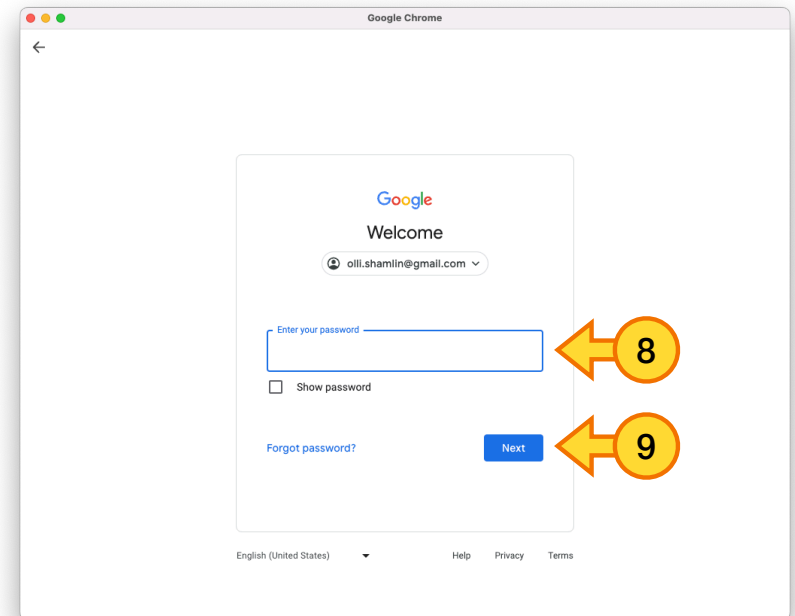 Google Chrome
Google
Welcome
olli.shamlin@gmail.com
Enter your password
8
Show password
Forgot password?
Next
9
English (United States)
Help Privacy Terms